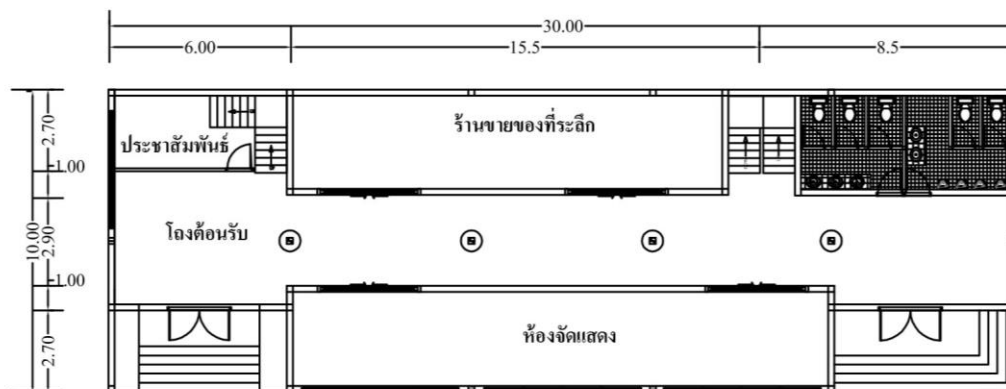 30.00
6.00 15.5 8.5
2.70
1.00
10.00
2.90
1.00
2.70
ประชาสัมพันธ์
ร้านขายของที่ระลึก
โถงต้อนรับ
ห้องจัดแสดง